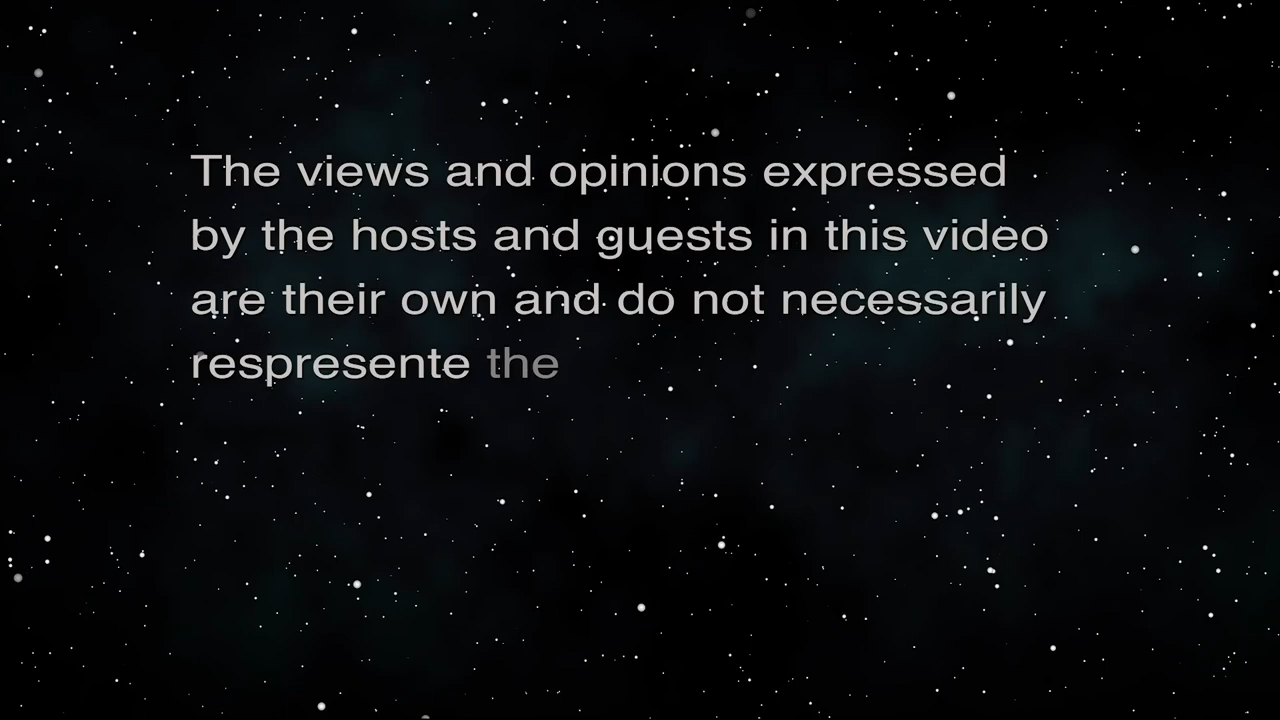 The views and opinions expressed
by the hosts and guests in this video
are their own and do not necessarily
respresente the